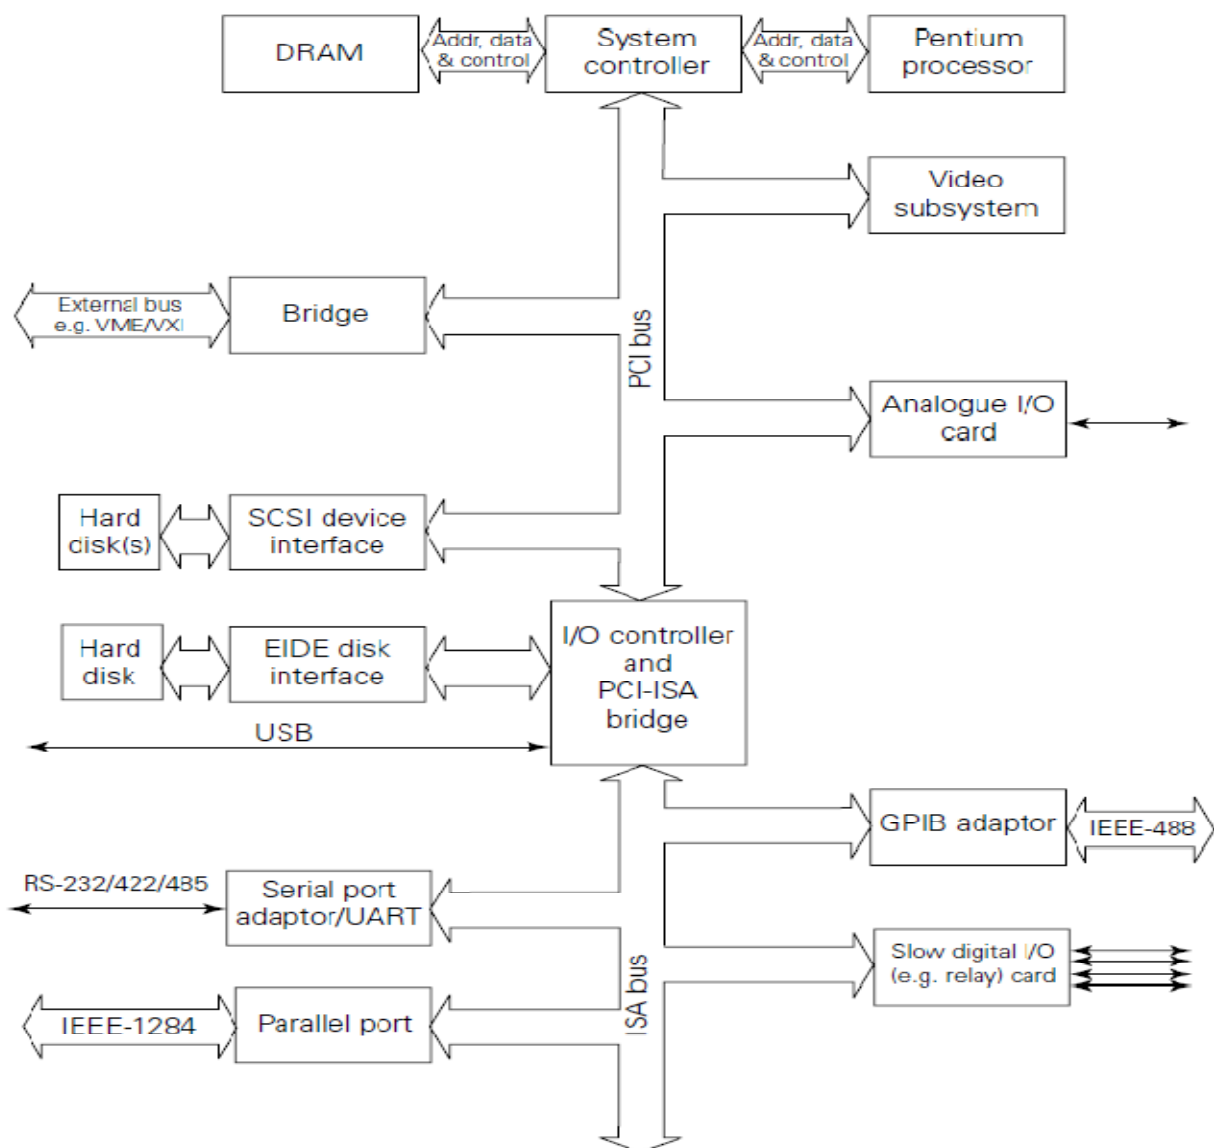 DRAM
Addr, data
& control
System
controller
Addr, data
& control
Pentium
processor
Video
subsystem
External bus
e.g. VME/VXI
Bridge
PCI bus
Analogue I/O
card
Hard
disk(s)
SCSI device
interface
Hard
disk
EIDE disk
interface
I/O controller
and
PCI-ISA
bridge
USB
GPIB adaptor
IEEE-488
RS-232/422/485
Serial port
adaptor/UART
Slow digital I/O
(e.g. relay) card
ISA bus
IEEE-1284
Parallel port